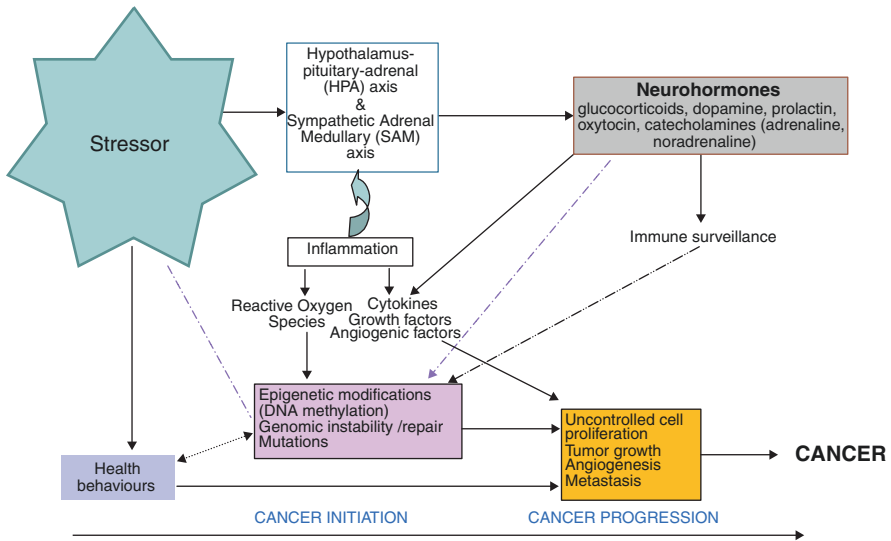 Stressor
Hypothalamus-
pituitary-adrenal
(HPA) axis
&
Sympathetic Adrenal
Medullary (SAM)
axis
Neurohormones
glucocorticoids, dopamine, prolactin,
oxytocin, catecholamines (adrenaline,
noradrenaline)
Immune surveillance
Inflammation
Reactive Oxygen
Species
Cytokines
Growth factors
Angiogenic factors
Epigenetic modifications
(DNA methylation)
Genomic instability /repair
Mutations
Uncontrolled cell
proliferation
Tumor growth
Angiogenesis
Metastasis
CANCER
Health
behaviours
CANCER INITIATION
CANCER PROGRESSION